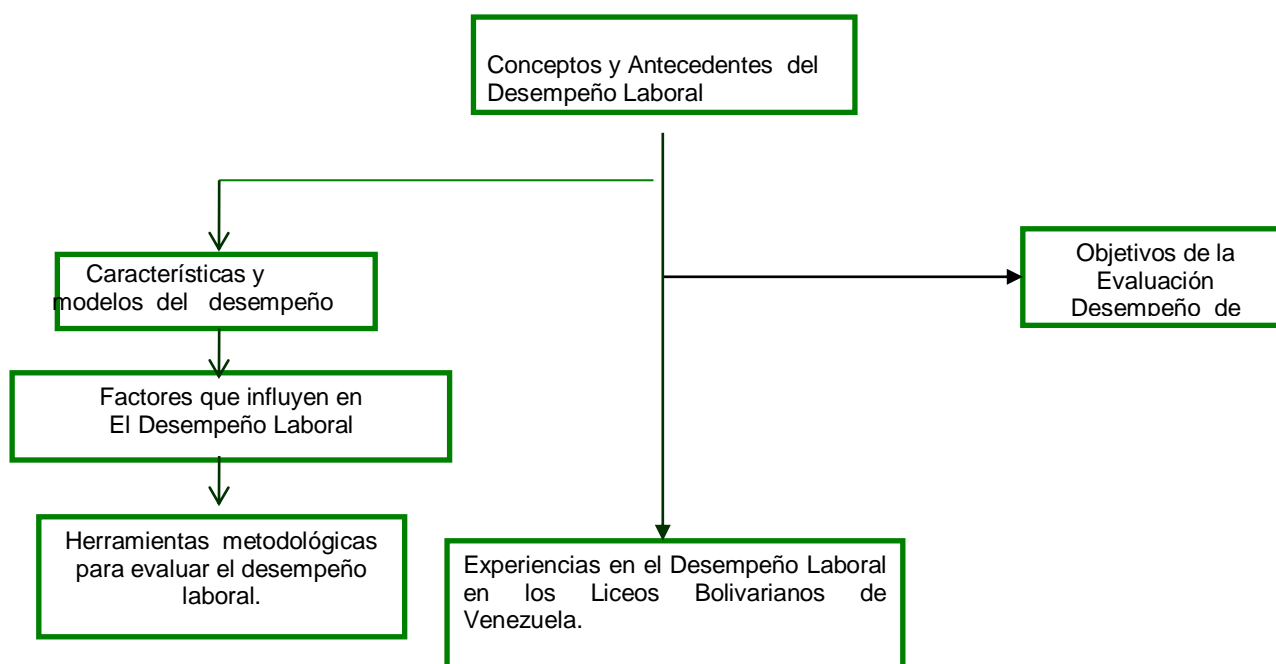 Conceptos y Antecedentes del
Desempeño Laboral
Características y
modelos del desempeño
Objetivos de la
Evaluación
Desempeño de
Factores que influyen en
El Desempeño Laboral
Herramientas metodológicas
para evaluar el desempeño
laboral.
Experiencias en el Desempeño Laboral
en los Liceos Bolivarianos de
Venezuela.